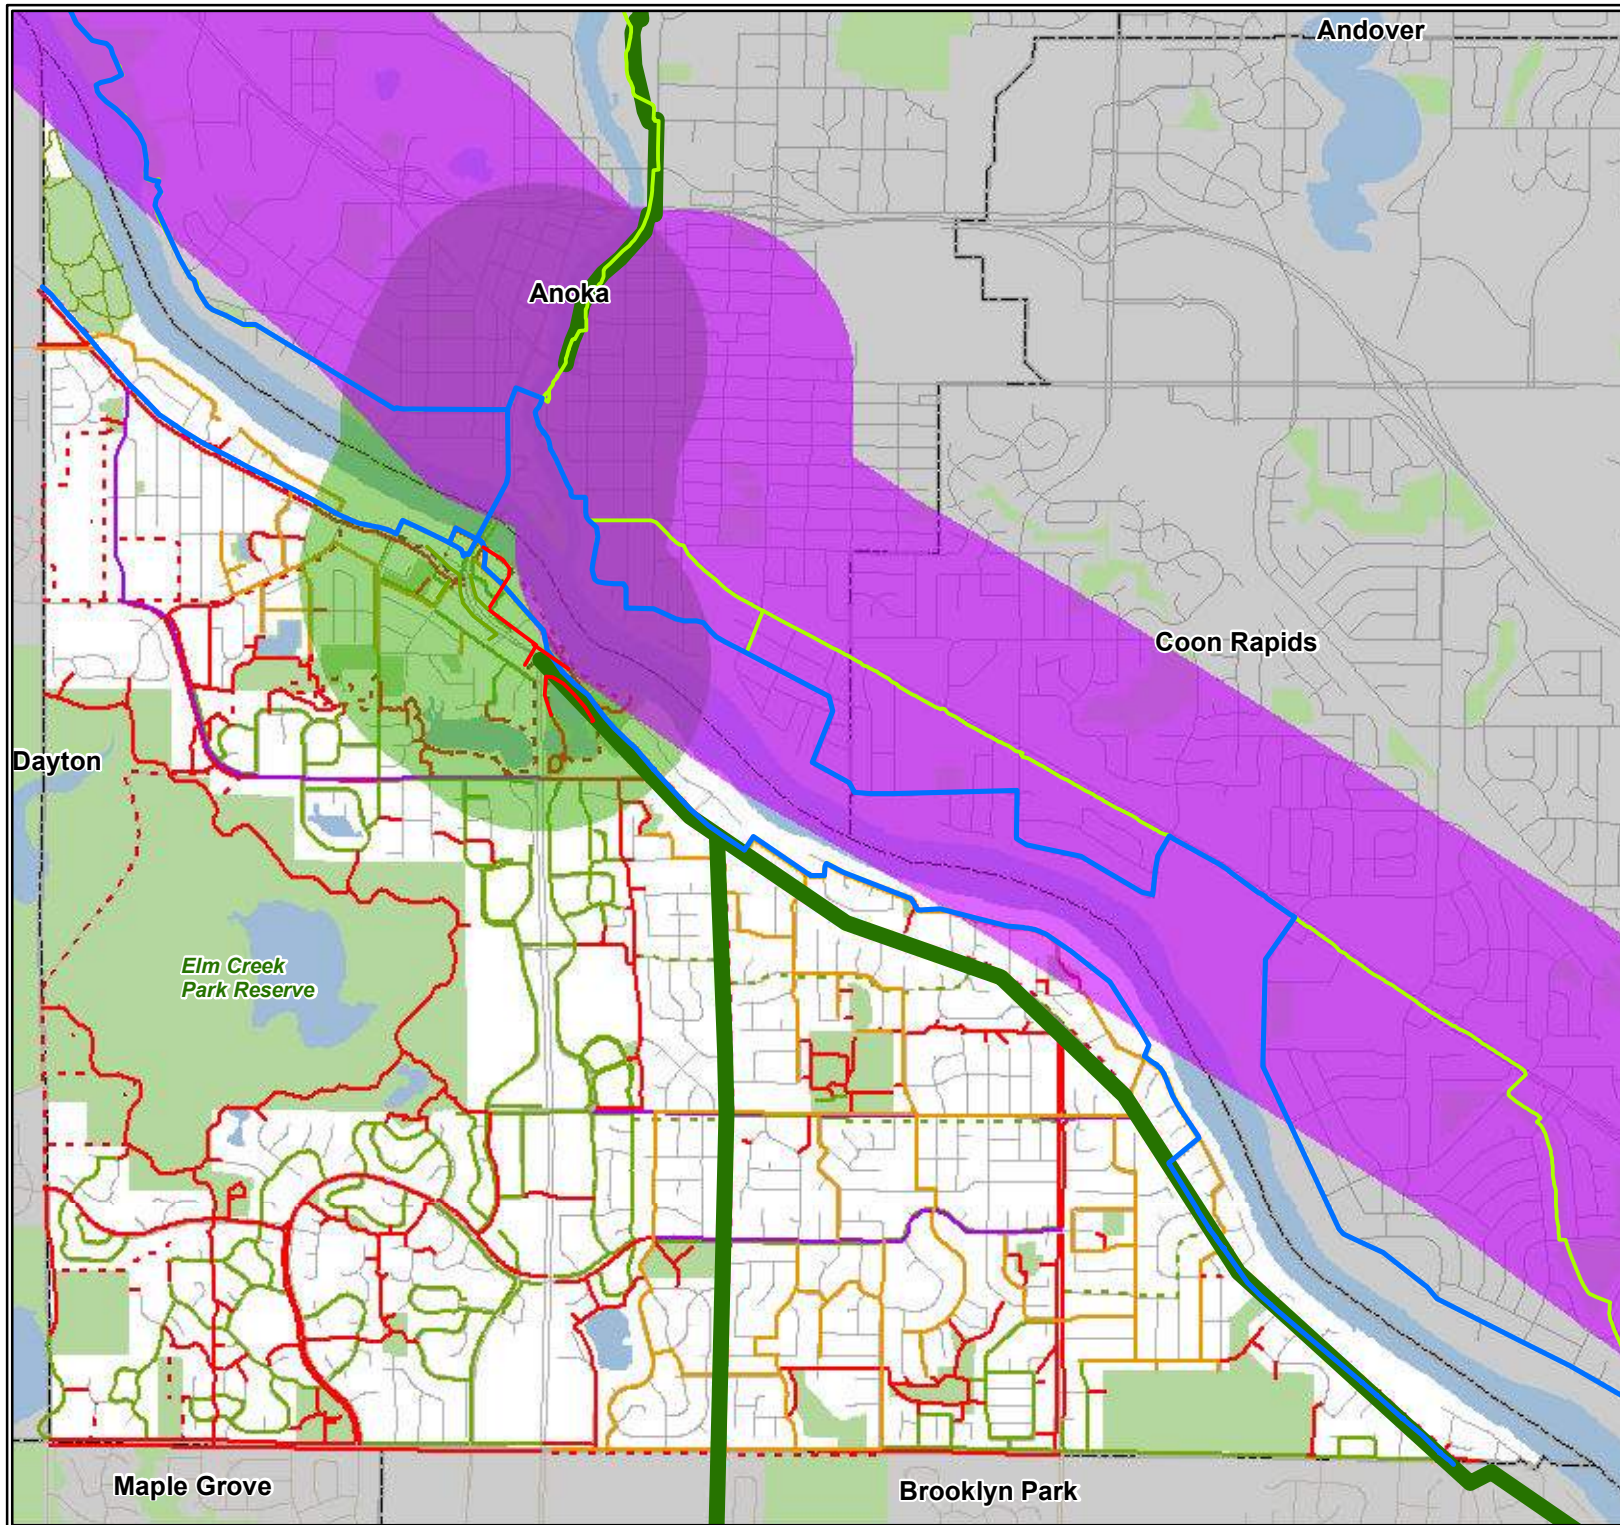 Andover
Anoka
Coon Rapids
Dayton
Elm Creek
Park Reserve
Maple Grove
Brooklyn Park